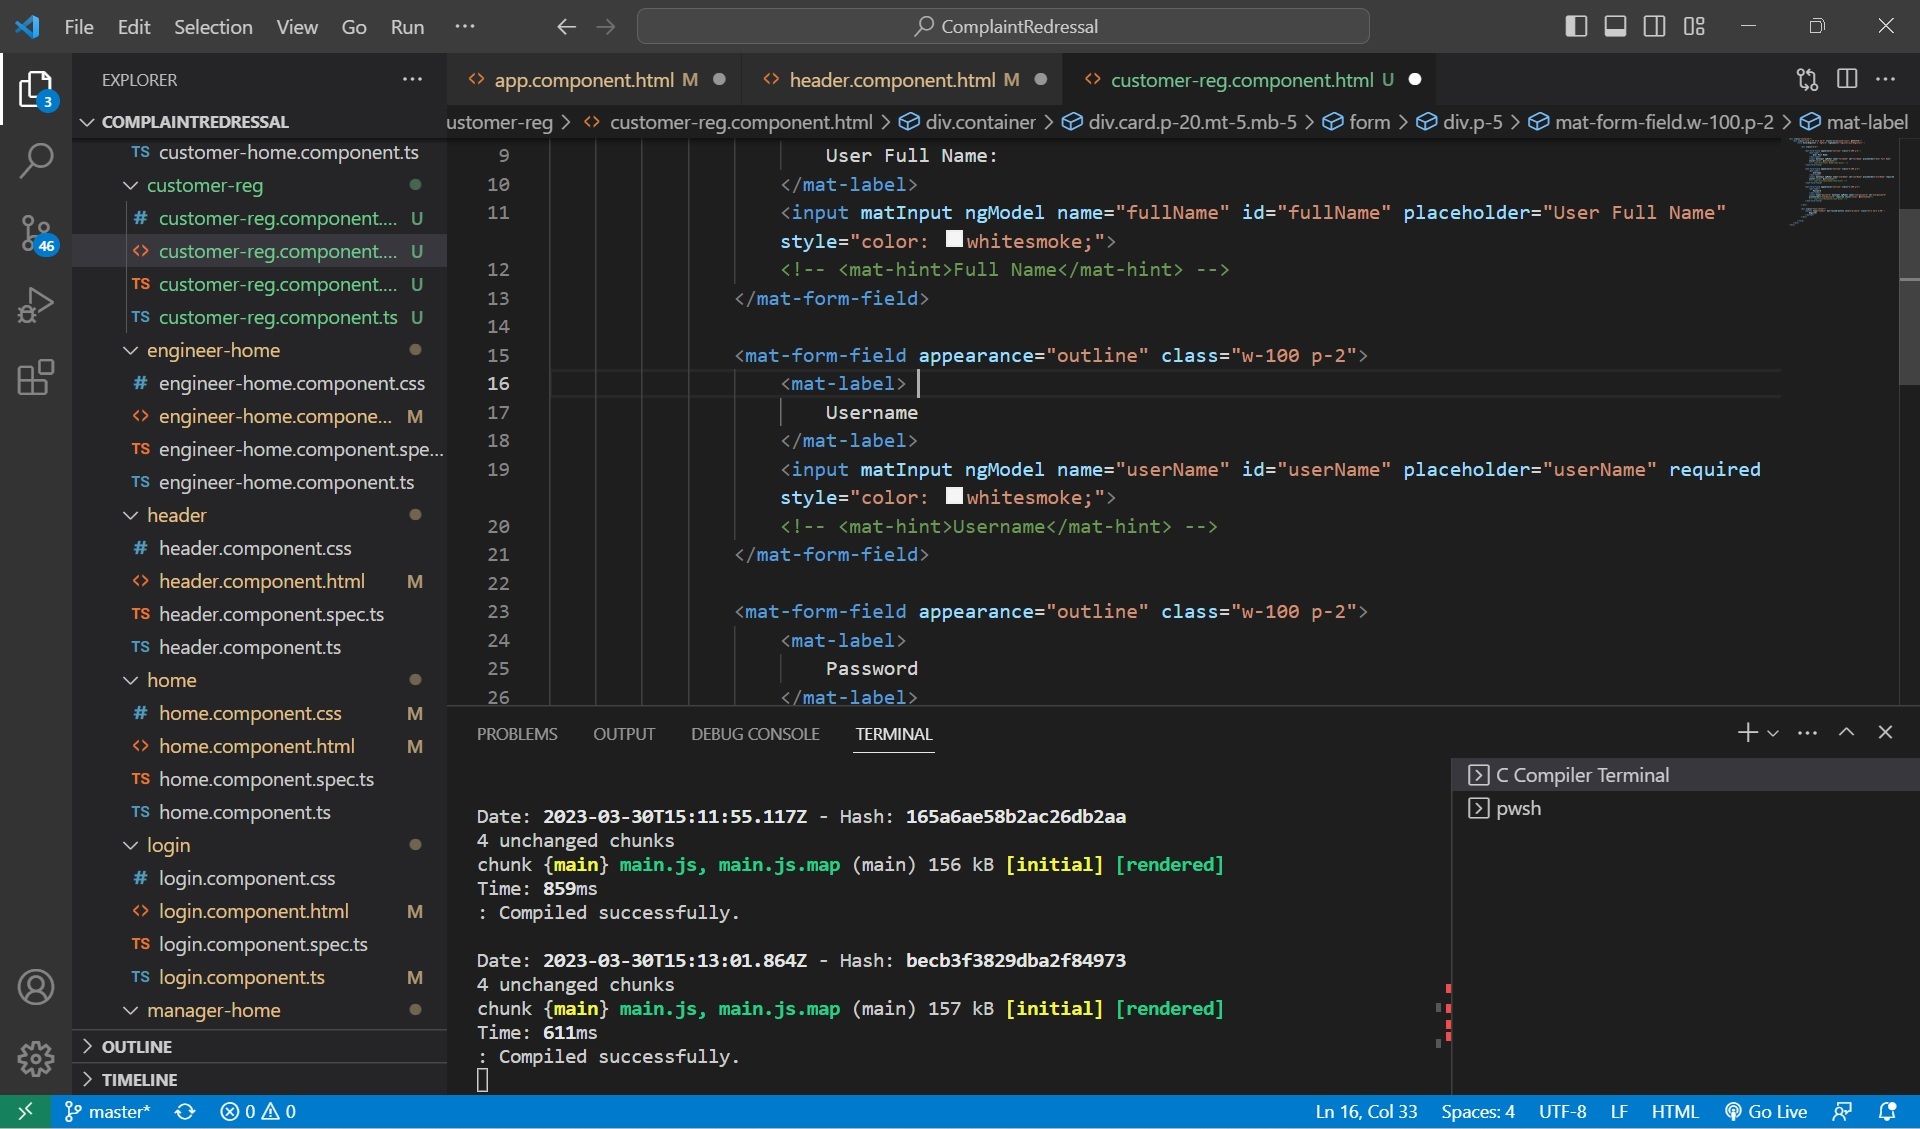 File Edit Selection View Go Run ··· ComplaintRedressal
EXPLORER ···
3
46
COMPLAINTREDRESSAL
TS customer-home.component.ts
customer-reg
# customer-reg.component.... U
<> customer-reg.component.... U
TS customer-reg.component.... U
TS customer-reg.component.ts U
engineer-home
# engineer-home.component.css
<> engineer-home.compone... M
TS engineer-home.component.spe...
TS engineer-home.component.ts
header
# header.component.css
<> header.component.html M
TS header.component.spec.ts
TS header.component.ts
home
# home.component.css M
<> home.component.html M
TS home.component.spec.ts
TS home.component.ts
login
# login.component.css
<> login.component.html M
TS login.component.spec.ts
TS login.component.ts M
manager-home
OUTLINE
TIMELINE
<> app.component.html M <> header.component.html M <> customer-reg.component.html U
ustomer-reg > <> customer-reg.component.html > div.container > div.card.p-20.mt-5.mb-5 > form > div.p-5 > mat-form-field.w-100.p-2 > mat-label
9 User Full Name:
10 </mat-label>
11 <input matInput ngModel name="fullName" id="fullName" placeholder="User Full Name"
style="color: whitesmoke;">
12 <!-- <mat-hint>Full Name</mat-hint> -->
13 </mat-form-field>
14
15 <mat-form-field appearance="outline" class="w-100 p-2">
16 <mat-label>
17 Username
18 </mat-label>
19 <input matInput ngModel name="userName" id="userName" placeholder="userName" required
style="color: whitesmoke;">
20 <!-- <mat-hint>Username</mat-hint> -->
21 </mat-form-field>
22
23 <mat-form-field appearance="outline" class="w-100 p-2">
24 <mat-label>
25 Password
26 </mat-label>
PROBLEMS OUTPUT DEBUG CONSOLE TERMINAL
C Compiler Terminal
pwsh
Date: 2023-03-30T15:11:55.117Z - Hash: 165a6ae58b2ac26db2aa
4 unchanged chunks
chunk {main} main.js, main.js.map (main) 156 kB [initial] [rendered]
Time: 859ms
: Compiled successfully.
Date: 2023-03-30T15:13:01.864Z - Hash: becb3f3829dba2f84973
4 unchanged chunks
chunk {main} main.js, main.js.map (main) 157 kB [initial] [rendered]
Time: 611ms
: Compiled successfully.
master* 0 0 Ln 16, Col 33 Spaces: 4 UTF-8 LF HTML Go Live